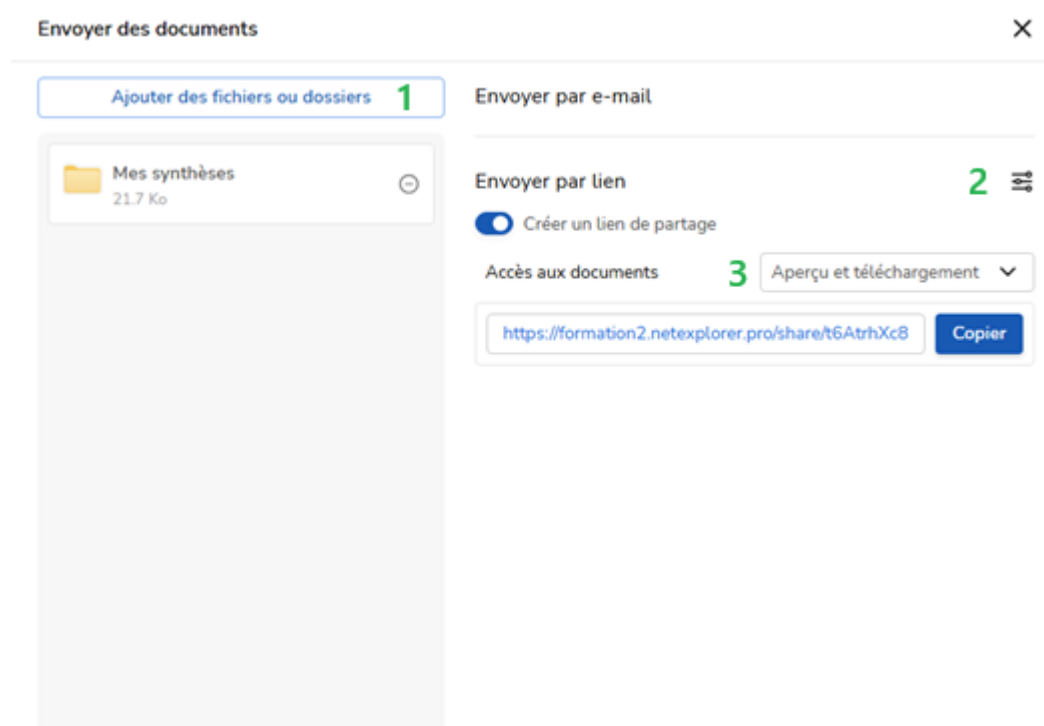 Envoyer des documents
Ajouter des fichiers ou dossiers 1
Mes synthèses
21.7 Ko
Envoyer par e-mail
Envoyer par lien 2
Créer un lien de partage
Accès aux documents 3 Aperçu et téléchargement
https://formation2.netexplorer.pro/share/t6AtrhXc8 Copier